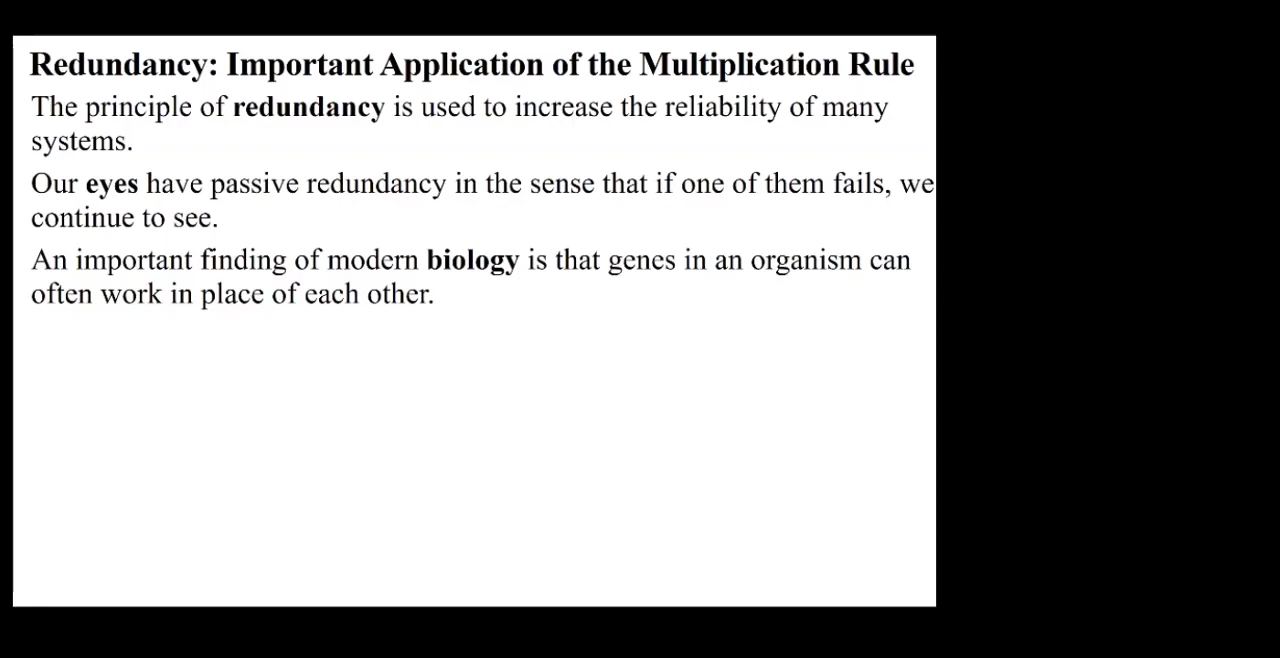 Redundancy: Important Application of the Multiplication Rule
The principle of redundancy is used to increase the reliability of many
systems.
Our eyes have passive redundancy in the sense that if one of them fails, we
continue to see.
An important finding of modern biology is that genes in an organism can
often work in place of each other.